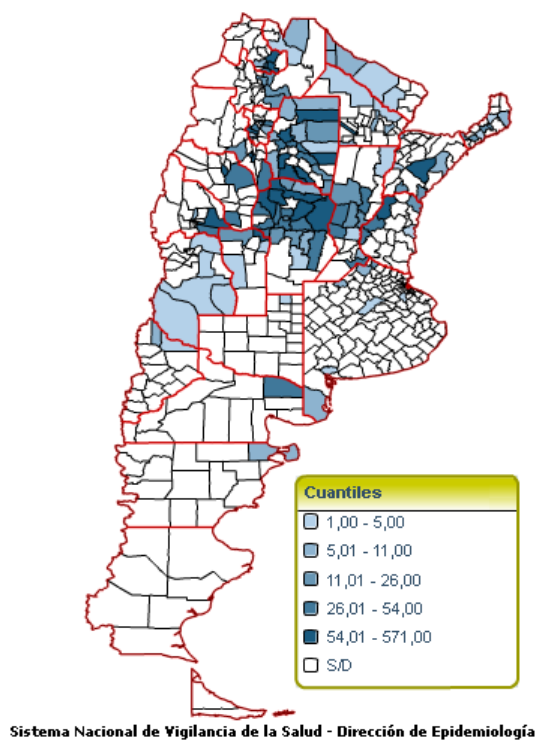 Cuantiles
1,00 - 5,00
5,01 - 11,00
11,01 - 26,00
26,01 - 54,00
54,01 - 571,00
S/D
Sistema Nacional de Vigilancia de la Salud - Dirección de Epidemiología